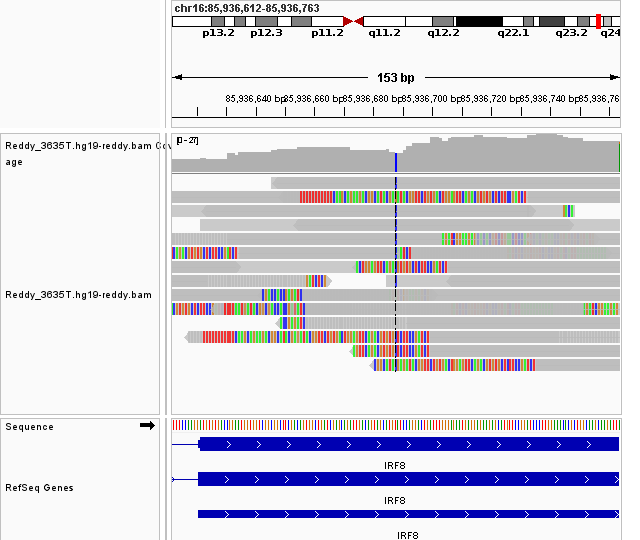 chr16:85,936,612-85,936,763
p13.2 p12.3 p11.2 q11.2 q12.2 q22.1 q23.2 q24
153 bp
85,936,640 bp 85,936,660 bp 85,936,680 bp 85,936,700 bp 85,936,720 bp 85,936,740 bp 85,936,76
[0 - 27]
Reddy_3635T.hg19-reddy.bam Cov
age
Reddy_3635T.hg19-reddy.bam
Sequence
IRF8
RefSeq Genes
IRF8
IRF8